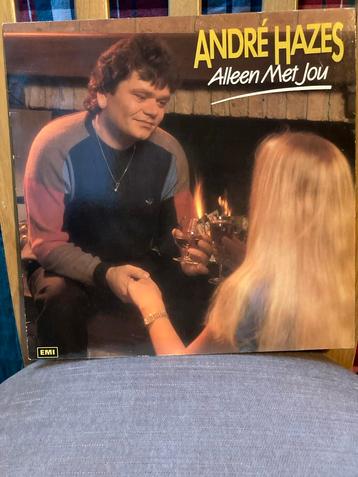 ANDRÉ HAZES
Alleen Met Jou
EMI